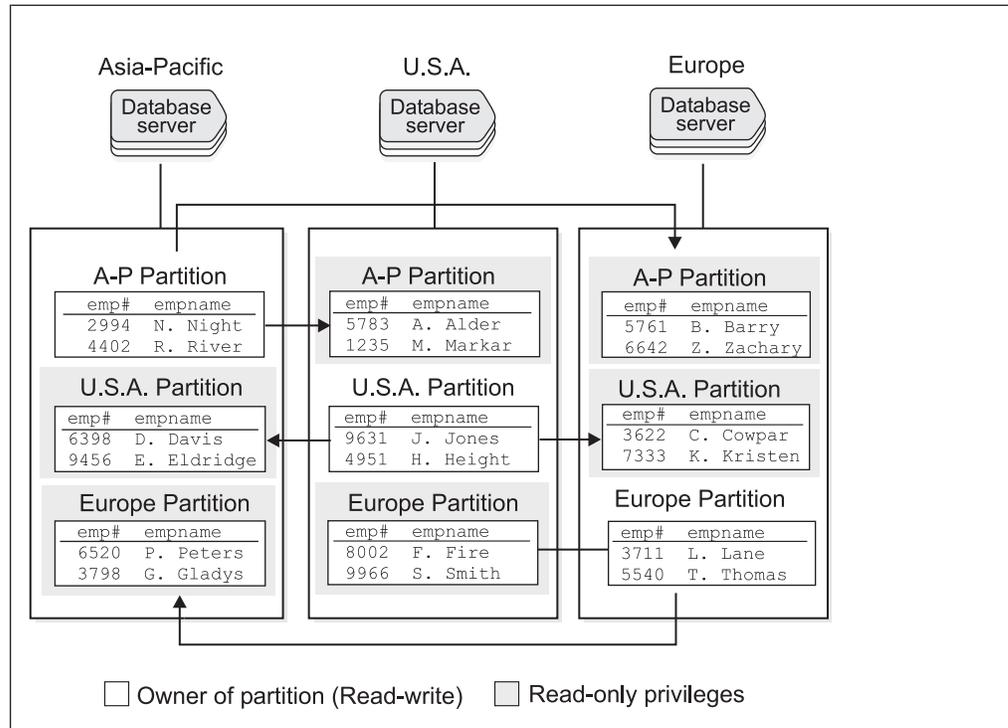 Asia-Pacific
U.S.A.
Europe
Database
server
Database
server
Database
server
A-P Partition
emp# empname
2994 N. Night
4402 R. River
U.S.A. Partition
emp# empname
6398 D. Davis
9456 E. Eldridge
Europe Partition
emp# empname
6520 P. Peters
3798 G. Gladys
A-P Partition
emp# empname
5783 A. Alder
1235 M. Markar
U.S.A. Partition
emp# empname
9631 J. Jones
4951 H. Height
Europe Partition
emp# empname
8002 F. Fire
9966 S. Smith
A-P Partition
emp# empname
5761 B. Barry
6642 Z. Zachary
U.S.A. Partition
emp# empname
3622 C. Cowpar
7333 K. Kristen
Europe Partition
emp# empname
3711 L. Lane
5540 T. Thomas
Owner of partition (Read-write)
Read-only privileges